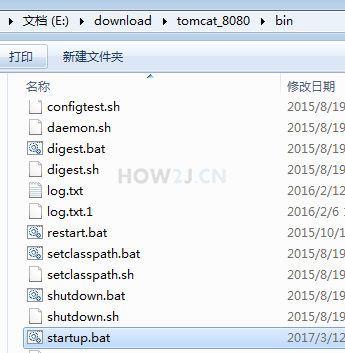 文档 (E:) ▸ download ▸ tomcat_8080 ▸ bin
打印 新建文件夹
名称 修改日期
configtest.sh 2015/8/19
daemon.sh 2015/8/19
digest.bat 2015/8/19
digest.sh 2015/8/19
log.txt 2016/2/12
log.txt.1 2016/2/6 1
restart.bat 2015/10/1
setclasspath.bat 2015/8/19
setclasspath.sh 2015/8/19
shutdown.bat 2015/8/19
shutdown.sh 2015/8/19
startup.bat 2017/3/12
HOW2J.CN